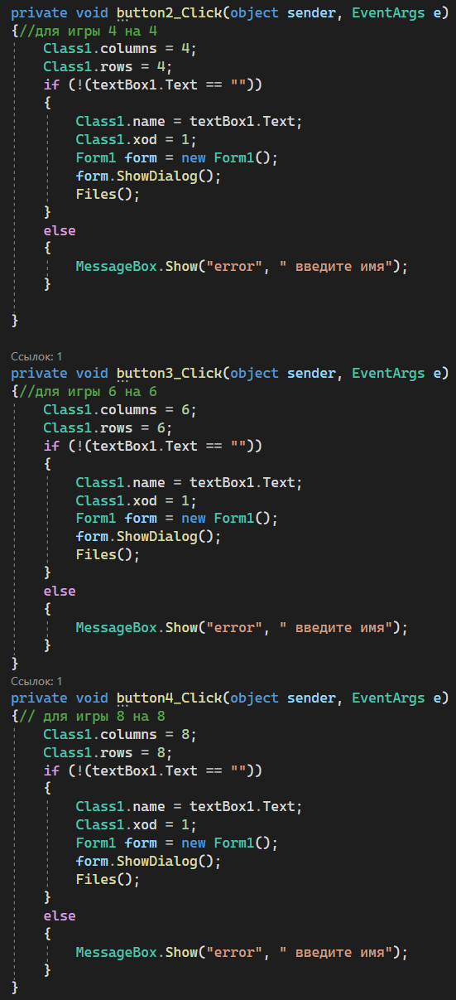 private void button2_Click(object sender, EventArgs e)
{//для игры 4 на 4
Class1.columns = 4;
Class1.rows = 4;
if (!(textBox1.Text == ""))
{
Class1.name = textBox1.Text;
Class1.xod = 1;
Form1 form = new Form1();
form.ShowDialog();
Files();
}
else
{
MessageBox.Show("error", " введите имя");
}
}
Ссылок: 1
private void button3_Click(object sender, EventArgs e)
{//для игры 6 на 6
Class1.columns = 6;
Class1.rows = 6;
if (!(textBox1.Text == ""))
{
Class1.name = textBox1.Text;
Class1.xod = 1;
Form1 form = new Form1();
form.ShowDialog();
Files();
}
else
{
MessageBox.Show("error", " введите имя");
}
}
Ссылок: 1
private void button4_Click(object sender, EventArgs e)
{// для игры 8 на 8
Class1.columns = 8;
Class1.rows = 8;
if (!(textBox1.Text == ""))
{
Class1.name = textBox1.Text;
Class1.xod = 1;
Form1 form = new Form1();
form.ShowDialog();
Files();
}
else
{
MessageBox.Show("error", " введите имя");
}
}